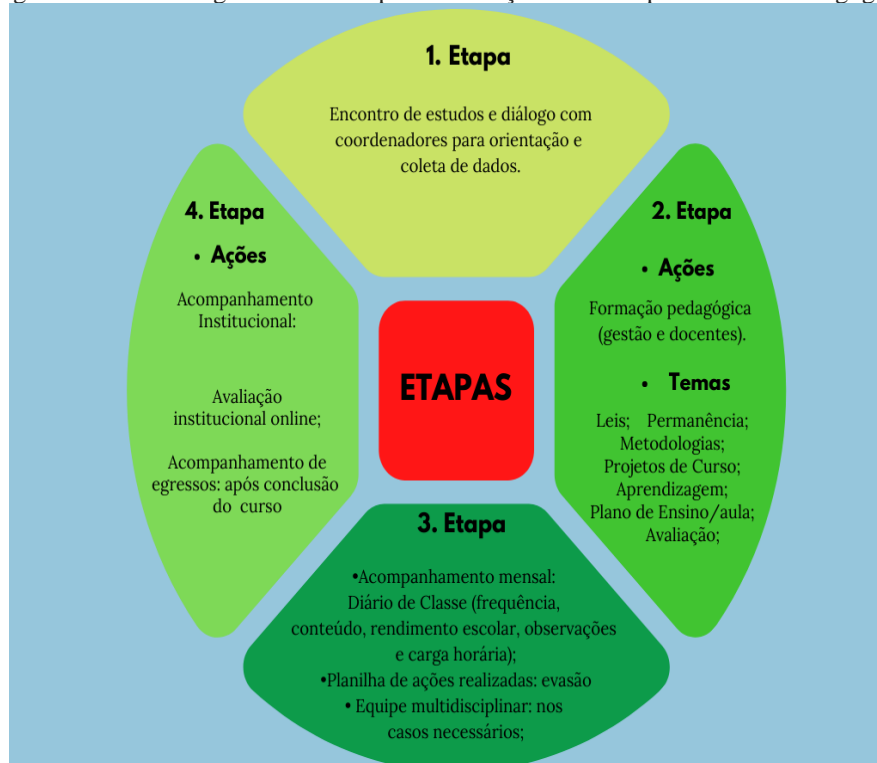 1. Etapa
Encontro de estudos e diálogo com
coordenadores para orientação e
coleta de dados.
2. Etapa
• Ações
Formação pedagógica
(gestão e docentes).
• Temas
Leis; Permanência;
Metodologias;
Projetos de Curso;
Aprendizagem;
Plano de Ensino/aula;
Avaliação;
3. Etapa
•Acompanhamento mensal:
Diário de Classe (frequência,
conteúdo, rendimento escolar, observações
e carga horária);
•Planilha de ações realizadas: evasão
• Equipe multidisciplinar: nos
casos necessários;
4. Etapa
• Ações
Acompanhamento
Institucional:
Avaliação
institucional online;
Acompanhamento de
egressos: após conclusão
do curso
ETAPAS